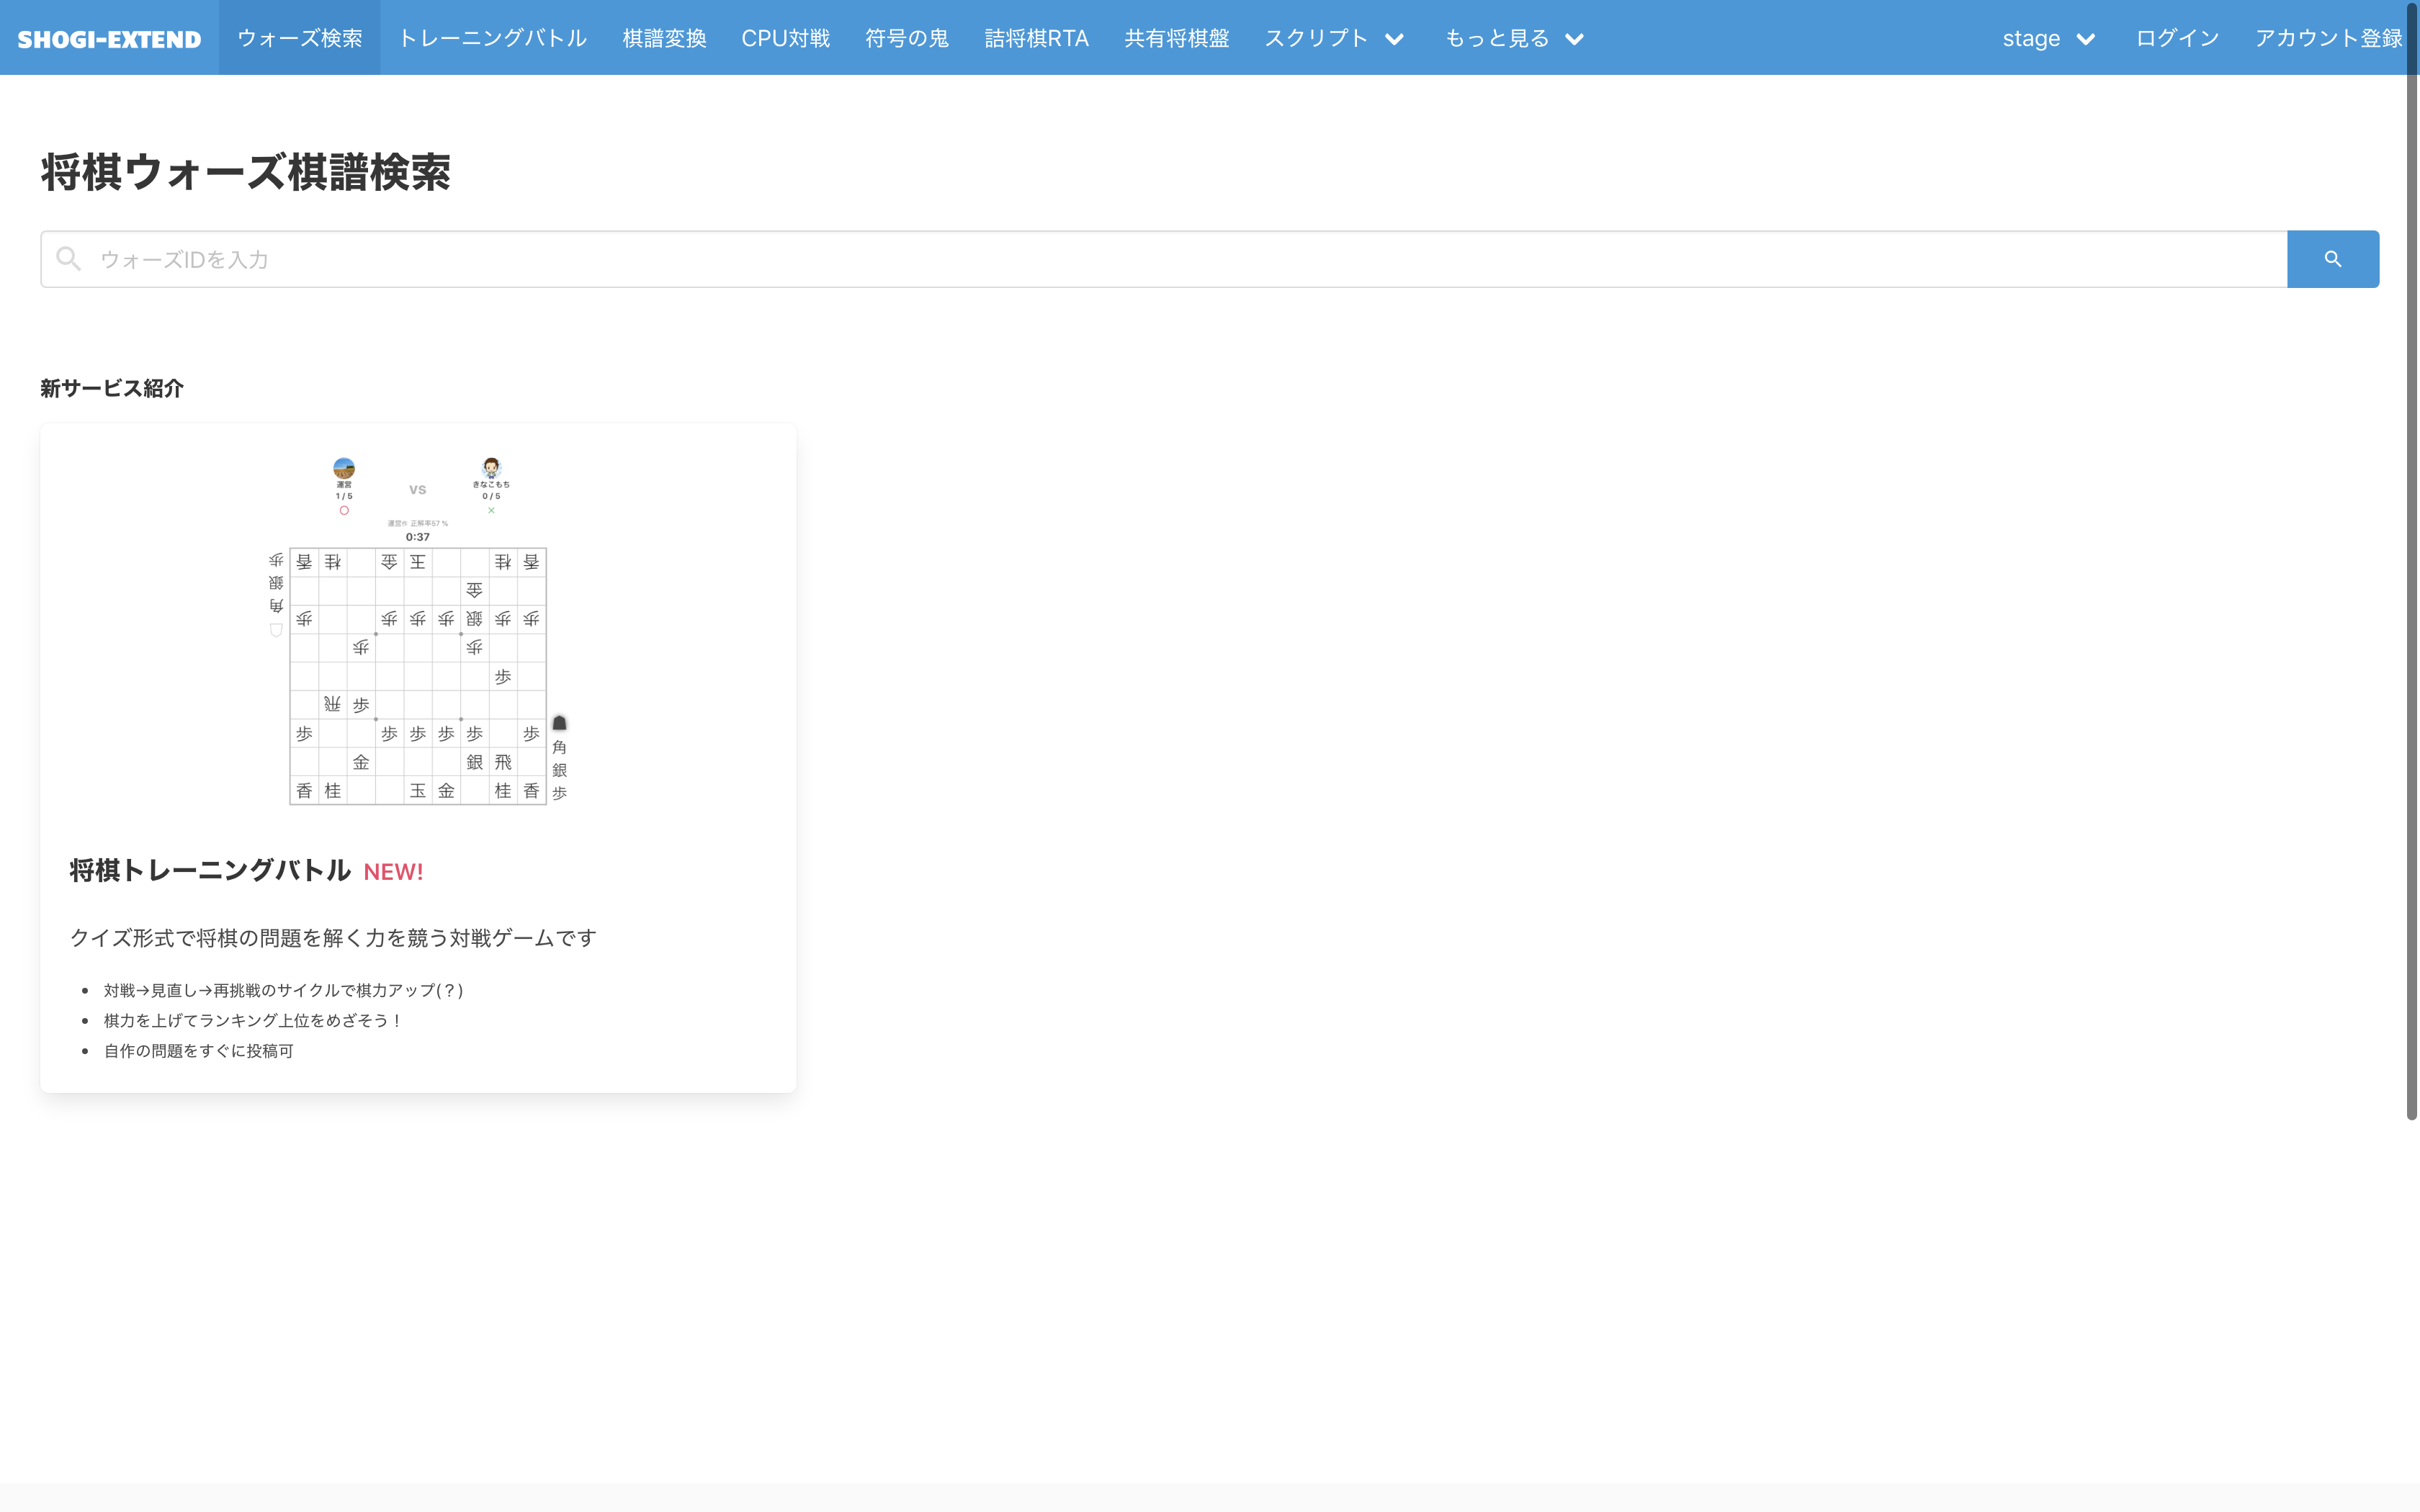 SHOGI-EXTEND ウォーズ検索 トレーニングバトル 棋譜変換 CPU対戦 符号の鬼 詰将棋RTA 共有将棋盤 スクリプト もっと見る stage ログイン アカウント登録
将棋ウォーズ棋譜検索
ウォーズIDを入力
新サービス紹介
運営 vs きなこもち
1 / 5 0 / 5
○ ×
運営作 正解率67 %
0:37
歩 銀 角
香 桂 金 玉 桂 香
金
歩 歩 歩 歩 銀 歩 歩
歩 歩
歩
飛 歩
歩 歩 歩 歩 歩 歩
金 銀 飛
香 桂 玉 金 桂 香
角 銀 歩
将棋トレーニングバトル NEW!
クイズ形式で将棋の問題を解く力を競う対戦ゲームです
• 対戦→見直し→再挑戦のサイクルで棋力アップ(？)
• 棋力を上げてランキング上位をめざそう！
• 自作の問題をすぐに投稿可